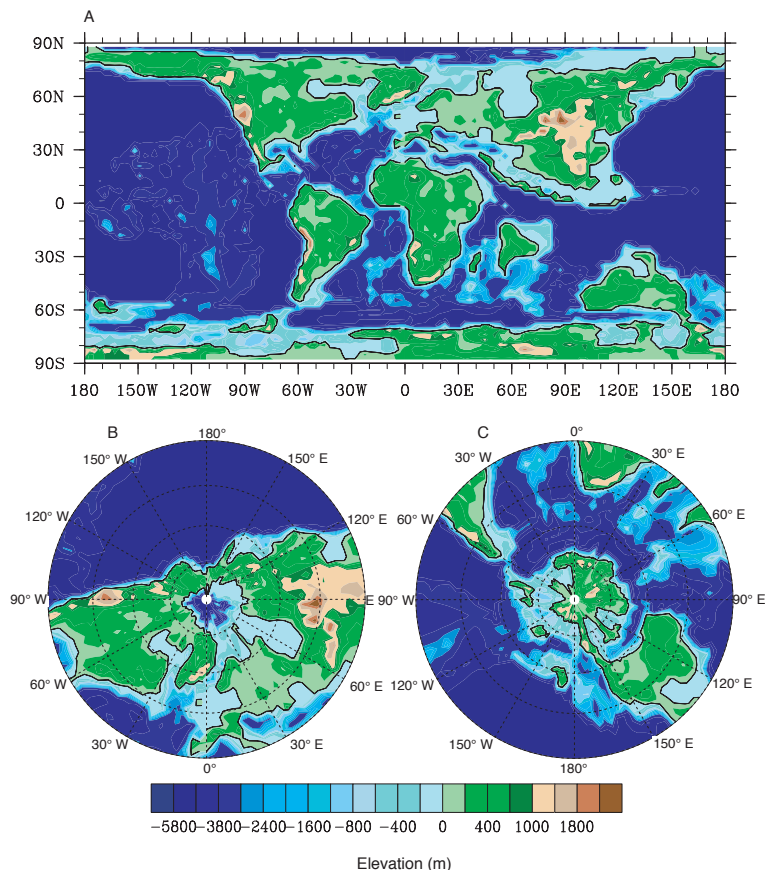 A
90N
60N
30N
0
30S
60S
90S
180 150W 120W 90W 60W 30W 0 30E 60E 90E 120E 150E 180
B
180°
150° W
150° E
120° W
120° E
90° W
E
60° W
60° E
30° W
30° E
0°
C
0°
30° W
30° E
60° W
60° E
90° W
90° E
120° W
120° E
150° W
150° E
180°
−5800 −3800 −2400 −1600 −800 −400 0 400 1000 1800
Elevation (m)